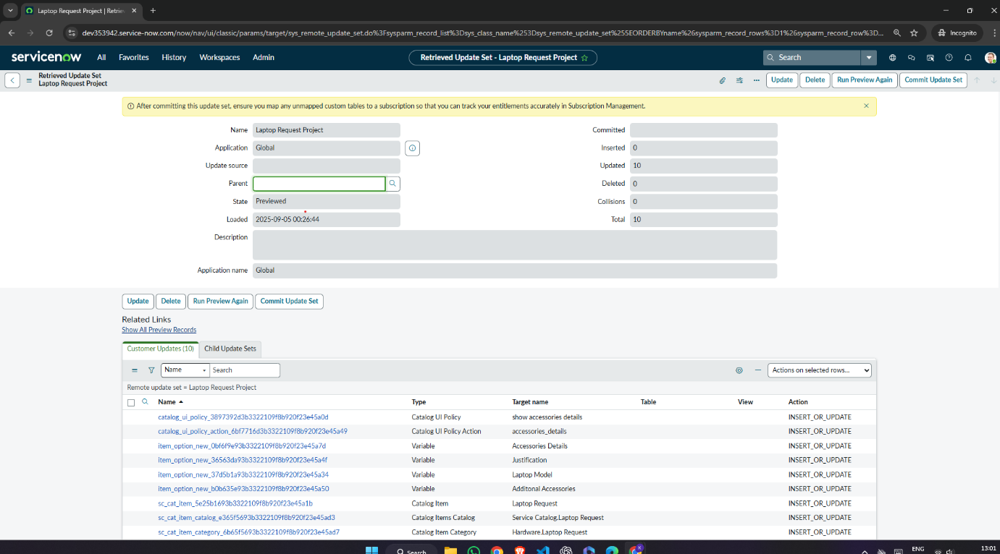 Laptop Request Project | Retrie
dev353942.service-now.com/now/nav/ui/classic/params/target/sys_remote_update_set.do%3Fsysparm_record_list%3Dsys_class_name%253Dsys_remote_update_set%255EORDERBYname%26sysparm_record_rows%3D1%26sysparm_record_row%3D...
Incognito
servicenow All Favorites History Workspaces Admin Retrieved Update Set - Laptop Request Project Search
Retrieved Update Set
Laptop Request Project
Update Delete Run Preview Again Commit Update Set
After committing this update set, ensure you map any unmapped custom tables to a subscription so that you can track your entitlements accurately in Subscription Management.
Name Laptop Request Project Committed
Application Global Inserted 0
Update source Updated 10
Parent Deleted 0
State Previewed Collisions 0
Loaded 2025-09-05 00:26:44 Total 10
Description
Application name Global
Update Delete Run Preview Again Commit Update Set
Related Links
Show All Preview Records
Customer Updates (10) Child Update Sets
Name Search Actions on selected rows...
Remote update set = Laptop Request Project
Name Type Target name Table View Action
catalog_ui_policy_3897392d3b3322109f8b920f23e45a0d Catalog UI Policy show accessories details INSERT_OR_UPDATE
catalog_ui_policy_action_6bf7716d3b3322109f8b920f23e45a49 Catalog UI Policy Action accessories_details INSERT_OR_UPDATE
item_option_new_0bf6f9e93b3322109f8b920f23e45a7d Variable Accessories Details INSERT_OR_UPDATE
item_option_new_36563da93b3322109f8b920f23e45a4f Variable Justification INSERT_OR_UPDATE
item_option_new_37d5b1a93b3322109f8b920f23e45a34 Variable Laptop Model INSERT_OR_UPDATE
item_option_new_b0b635e93b3322109f8b920f23e45a50 Variable Additonal Accessories INSERT_OR_UPDATE
sc_cat_item_5e25b1693b3322109f8b920f23e45a1b Catalog Item Laptop Request INSERT_OR_UPDATE
sc_cat_item_catalog_e365f5693b3322109f8b920f23e45ad3 Catalog Items Catalog Service Catalog.Laptop Request INSERT_OR_UPDATE
sc_cat_item_category_6b65f5693b3322109f8b920f23e45ad7 Catalog Item Category Hardware.Laptop Request INSERT_OR_UPDATE
Search ENG 13:01